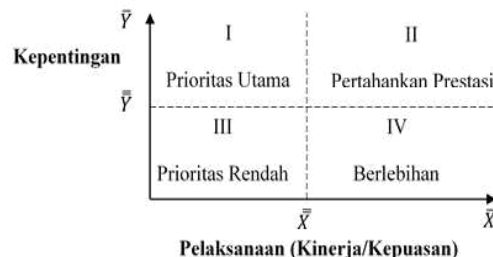 Y̅
I
II
Kepentingan
Prioritas Utama
Pertahankan Prestasi
Y̿
III
IV
Prioritas Rendah
Berlebihan
X̿
X̅
Pelaksanaan (Kinerja/Kepuasan)